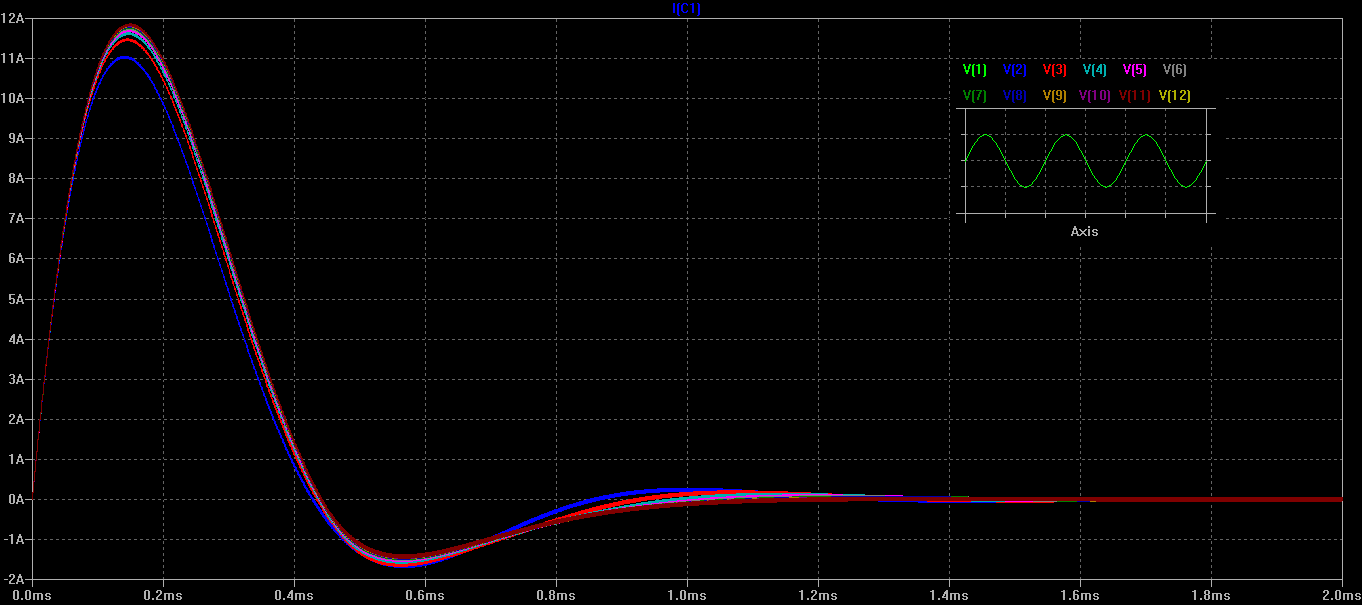 I(C1)
12A
11A
10A
9A
8A
7A
6A
5A
4A
3A
2A
1A
0A
-1A
-2A
V(1) V(2) V(3) V(4) V(5) V(6)
V(7) V(8) V(9) V(10) V(11) V(12)
Axis
0.0ms 0.2ms 0.4ms 0.6ms 0.8ms 1.0ms 1.2ms 1.4ms 1.6ms 1.8ms 2.0ms